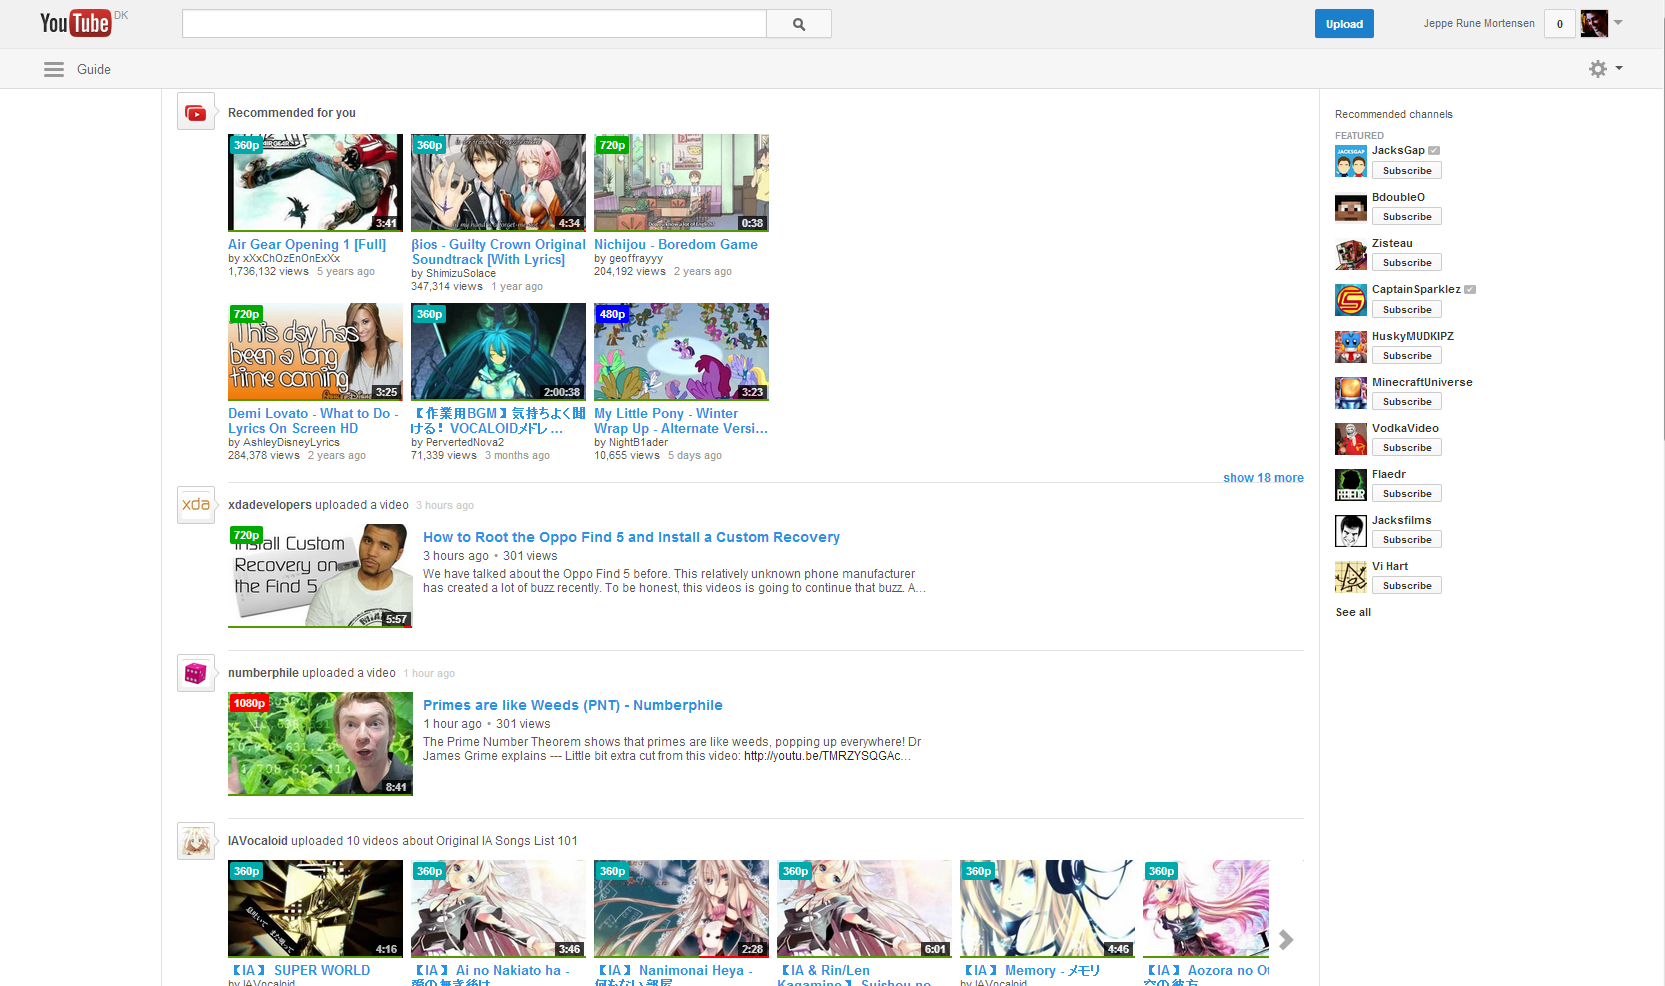 YouTube DK
Upload
Jeppe Rune Mortensen
0
Guide
Recommended for you
360p
AIR GEAR
3:41
Air Gear Opening 1 [Full]
by xXxChOzEnOnExXx
1,736,132 views 5 years ago
360p
4:34
βios - Guilty Crown Original
Soundtrack [With Lyrics]
by ShimizuSolace
347,314 views 1 year ago
720p
0:38
Nichijou - Boredom Game
by geoffrayyy
204,192 views 2 years ago
720p
This day has
been a long
time coming
3:25
Demi Lovato - What to Do -
Lyrics On Screen HD
by AshleyDisneyLyrics
284,378 views 2 years ago
360p
2:00:38
【作業用BGM】気持ちよく聞
ける！ VOCALOIDメドレ ...
by PervertedNova2
71,339 views 3 months ago
480p
3:23
My Little Pony - Winter
Wrap Up - Alternate Versi...
by NightB1ader
10,655 views 5 days ago
show 18 more
xda
xdadevelopers uploaded a video 3 hours ago
720p
Install Custom
Recovery on
the Find 5
5:57
How to Root the Oppo Find 5 and Install a Custom Recovery
3 hours ago • 301 views
We have talked about the Oppo Find 5 before. This relatively unknown phone manufacturer
has created a lot of buzz recently. To be honest, this videos is going to continue that buzz. A...
numberphile uploaded a video 1 hour ago
1080p
8:41
Primes are like Weeds (PNT) - Numberphile
1 hour ago • 301 views
The Prime Number Theorem shows that primes are like weeds, popping up everywhere! Dr
James Grime explains --- Little bit extra cut from this video: http://youtu.be/TMRZYSQGAc...
IAVocaloid uploaded 10 videos about Original IA Songs List 101
360p
4:16
【IA】 SUPER WORLD
by IAVocaloid
360p
3:46
【IA】 Ai no Nakiato ha -
360p
2:28
【IA】 Nanimonai Heya -
何もない部屋
360p
6:01
【IA & Rin/Len
Kagamine】 Suishou no
360p
4:46
【IA】 Memory - メモリ
by IAVocaloid
360p
【IA】 Aozora no
空の彼方
Recommended channels
FEATURED
JACKSGAP
JacksGap
Subscribe
BdoubleO
Subscribe
Zisteau
Subscribe
CaptainSparklez
Subscribe
HuskyMUDKIPZ
Subscribe
MinecraftUniverse
Subscribe
VodkaVideo
Subscribe
Flaedr
Subscribe
Jacksfilms
Subscribe
Vi Hart
Subscribe
See all